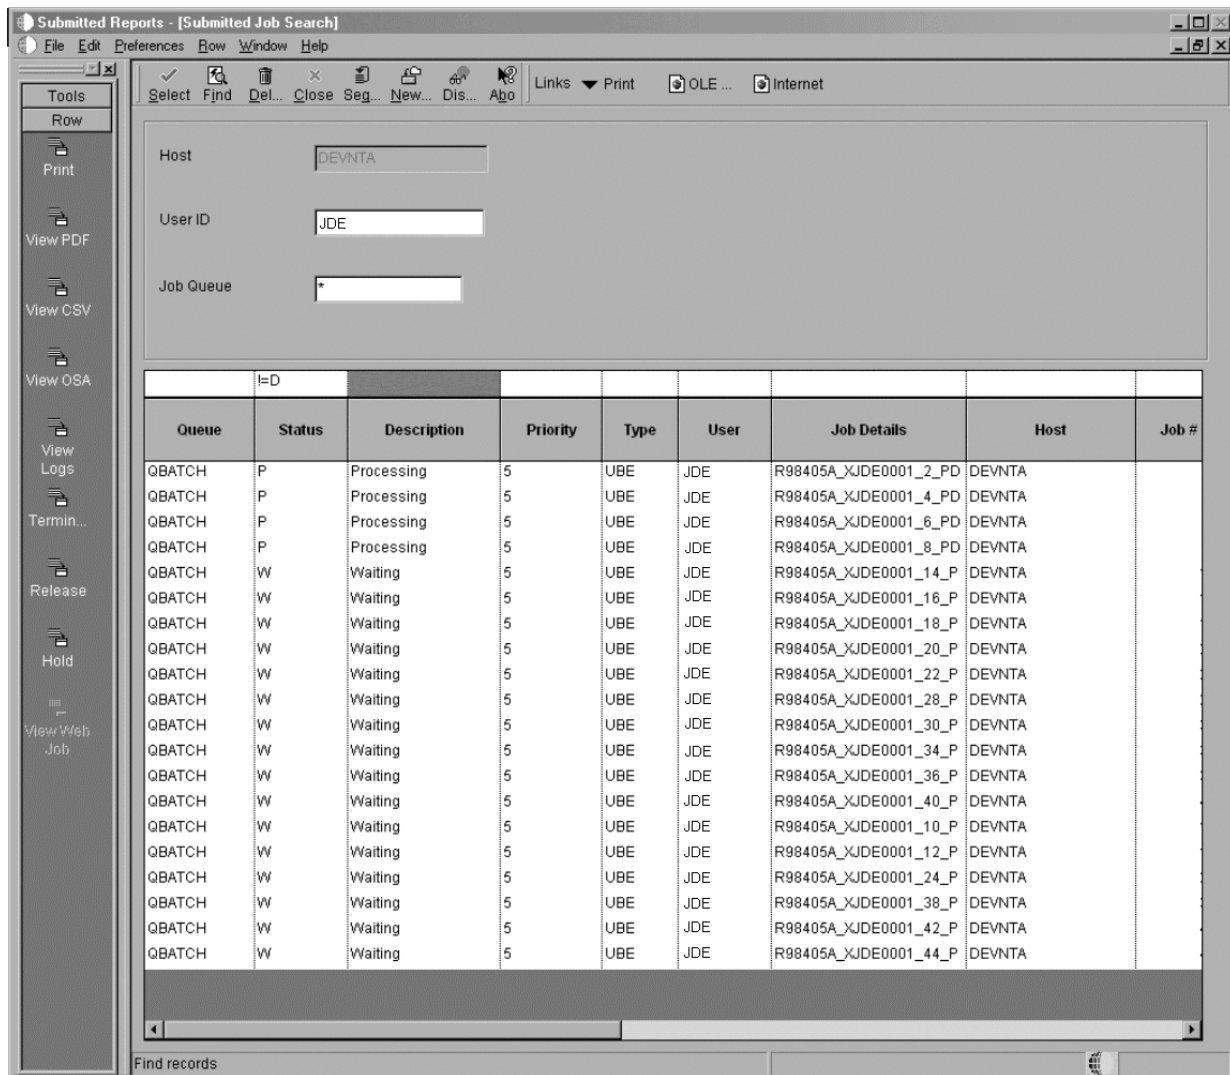 Submitted Reports - [Submitted Job Search]
File Edit Preferences Row Window Help
Tools
Row
Print
View PDF
View CSV
View OSA
View
Logs
Termin...
Release
Hold
View Web
Job
Select Find Del... Close Seq... New... Dis... Abo Links Print OLE ... Internet
Host DEVNTA
User ID JDE
Job Queue *
!=D
Queue Status Description Priority Type User Job Details Host Job #
QBATCH P Processing 5 UBE JDE R98405A_XJDE0001_2_PD DEVNTA
QBATCH P Processing 5 UBE JDE R98405A_XJDE0001_4_PD DEVNTA
QBATCH P Processing 5 UBE JDE R98405A_XJDE0001_6_PD DEVNTA
QBATCH P Processing 5 UBE JDE R98405A_XJDE0001_8_PD DEVNTA
QBATCH W Waiting 5 UBE JDE R98405A_XJDE0001_14_P DEVNTA
QBATCH W Waiting 5 UBE JDE R98405A_XJDE0001_16_P DEVNTA
QBATCH W Waiting 5 UBE JDE R98405A_XJDE0001_18_P DEVNTA
QBATCH W Waiting 5 UBE JDE R98405A_XJDE0001_20_P DEVNTA
QBATCH W Waiting 5 UBE JDE R98405A_XJDE0001_22_P DEVNTA
QBATCH W Waiting 5 UBE JDE R98405A_XJDE0001_28_P DEVNTA
QBATCH W Waiting 5 UBE JDE R98405A_XJDE0001_30_P DEVNTA
QBATCH W Waiting 5 UBE JDE R98405A_XJDE0001_34_P DEVNTA
QBATCH W Waiting 5 UBE JDE R98405A_XJDE0001_36_P DEVNTA
QBATCH W Waiting 5 UBE JDE R98405A_XJDE0001_40_P DEVNTA
QBATCH W Waiting 5 UBE JDE R98405A_XJDE0001_10_P DEVNTA
QBATCH W Waiting 5 UBE JDE R98405A_XJDE0001_12_P DEVNTA
QBATCH W Waiting 5 UBE JDE R98405A_XJDE0001_24_P DEVNTA
QBATCH W Waiting 5 UBE JDE R98405A_XJDE0001_38_P DEVNTA
QBATCH W Waiting 5 UBE JDE R98405A_XJDE0001_42_P DEVNTA
QBATCH W Waiting 5 UBE JDE R98405A_XJDE0001_44_P DEVNTA
Find records